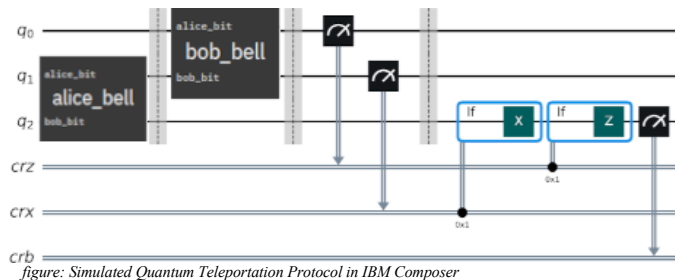 q0
alice_bit
bob_bell
bob_bit
q1
alice_bit
alice_bell
bob_bit
q2
If
X
If
Z
crz
0x1
crx
0x1
crb
figure: Simulated Quantum Teleportation Protocol in IBM Composer